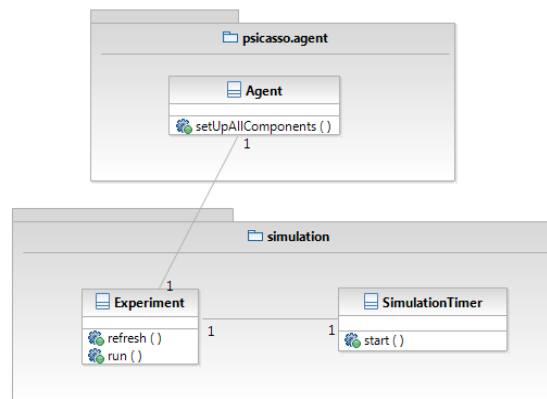 psicasso.agent
Agent
setUpAllComponents ( )
1
simulation
1
Experiment
SimulationTimer
refresh ( )
run ( )
1
1
start ( )